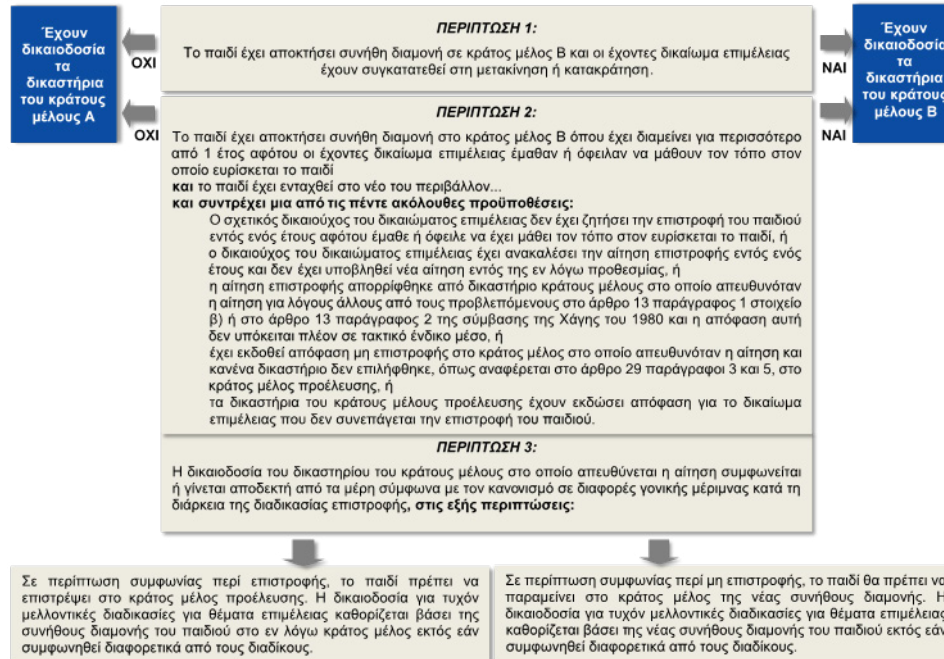 Έχουν
δικαιοδοσία
τα
δικαστήρια
του κράτους
μέλους Α
ΟΧΙ
ΠΕΡΙΠΤΩΣΗ 1:
Το παιδί έχει αποκτήσει συνήθη διαμονή σε κράτος μέλος Β και οι έχοντες δικαίωμα επιμέλειας
έχουν συγκατατεθεί στη μετακίνηση ή κατακράτηση.
ΝΑΙ
Έχουν
δικαιοδοσία
τα
δικαστήρια
του κράτους
μέλους Β
ΟΧΙ
ΠΕΡΙΠΤΩΣΗ 2:
Το παιδί έχει αποκτήσει συνήθη διαμονή στο κράτος μέλος Β όπου έχει διαμείνει για περισσότερο
από 1 έτος αφότου οι έχοντες δικαίωμα επιμέλειας έμαθαν ή όφειλαν να μάθουν τον τόπο στον
οποίο ευρίσκεται το παιδί
και το παιδί έχει ενταχθεί στο νέο του περιβάλλον...
και συντρέχει μια από τις πέντε ακόλουθες προϋποθέσεις:
Ο σχετικός δικαιούχος του δικαιώματος επιμέλειας δεν έχει ζητήσει την επιστροφή του παιδιού
εντός ενός έτους αφότου έμαθε ή όφειλε να έχει μάθει τον τόπο στον ευρίσκεται το παιδί, ή
ο δικαιούχος του δικαιώματος επιμέλειας έχει ανακαλέσει την αίτηση επιστροφής εντός ενός
έτους και δεν έχει υποβληθεί νέα αίτηση εντός της εν λόγω προθεσμίας, ή
η αίτηση επιστροφής απορρίφθηκε από δικαστήριο κράτους μέλους στο οποίο απευθυνόταν
η αίτηση για λόγους άλλους από τους προβλεπόμενους στο άρθρο 13 παράγραφος 1 στοιχείο
β) ή στο άρθρο 13 παράγραφος 2 της σύμβασης της Χάγης του 1980 και η απόφαση αυτή
δεν υπόκειται πλέον σε τακτικό ένδικο μέσο, ή
έχει εκδοθεί απόφαση μη επιστροφής στο κράτος μέλος στο οποίο απευθυνόταν η αίτηση και
κανένα δικαστήριο δεν επιλήφθηκε, όπως αναφέρεται στο άρθρο 29 παράγραφοι 3 και 5, στο
κράτος μέλος προέλευσης, ή
τα δικαστήρια του κράτους μέλους προέλευσης έχουν εκδώσει απόφαση για το δικαίωμα
επιμέλειας που δεν συνεπάγεται την επιστροφή του παιδιού.
ΝΑΙ
ΠΕΡΙΠΤΩΣΗ 3:
Η δικαιοδοσία του δικαστηρίου του κράτους μέλους στο οποίο απευθύνεται η αίτηση συμφωνείται
ή γίνεται αποδεκτή από τα μέρη σύμφωνα με τον κανονισμό σε διαφορές γονικής μέριμνας κατά τη
διάρκεια της διαδικασίας επιστροφής, στις εξής περιπτώσεις:
Σε περίπτωση συμφωνίας περί επιστροφής, το παιδί πρέπει να
επιστρέψει στο κράτος μέλος προέλευσης. Η δικαιοδοσία για τυχόν
μελλοντικές διαδικασίες για θέματα επιμέλειας καθορίζεται βάσει της
συνήθους διαμονής του παιδιού στο εν λόγω κράτος μέλος εκτός εάν
συμφωνηθεί διαφορετικά από τους διαδίκους.
Σε περίπτωση συμφωνίας περί μη επιστροφής, το παιδί θα πρέπει να
παραμείνει στο κράτος μέλος της νέας συνήθους διαμονής. Η
δικαιοδοσία για τυχόν μελλοντικές διαδικασίες για θέματα επιμέλειας
καθορίζεται βάσει της νέας συνήθους διαμονής του παιδιού εκτός εάν
συμφωνηθεί διαφορετικά από τους διαδίκους.